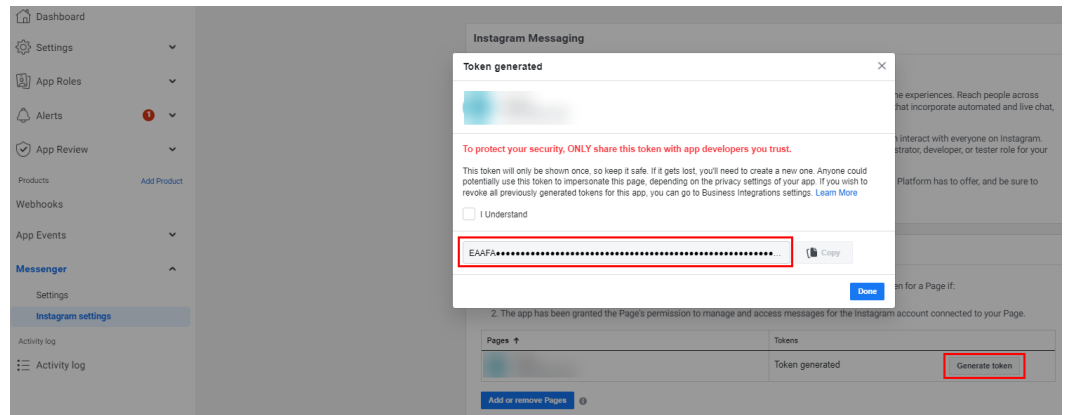 Dashboard
Settings
App Roles
Alerts 1
App Review
Products Add Product
Webhooks
App Events
Messenger
Settings
Instagram settings
Activity log
Activity log
Instagram Messaging
he experiences. Reach people across
that incorporate automated and live chat,
interact with everyone on Instagram.
strator, developer, or tester role for your
Platform has to offer, and be sure to
Token generated
To protect your security, ONLY share this token with app developers you trust.
This token will only be shown once, so keep it safe. If it gets lost, you'll need to create a new one. Anyone could
potentially use this token to impersonate this page, depending on the privacy settings of your app. If you wish to
revoke all previously generated tokens for this app, you can go to Business Integrations settings. Learn More
I Understand
EAAFA••••••••••••••••••••••••••••••••••••••••••••••••••••••••... Copy
Done
en for a Page if:
2. The app has been granted the Page's permission to manage and access messages for the Instagram account connected to your Page.
Pages ↑ Tokens
Token generated Generate token
Add or remove Pages